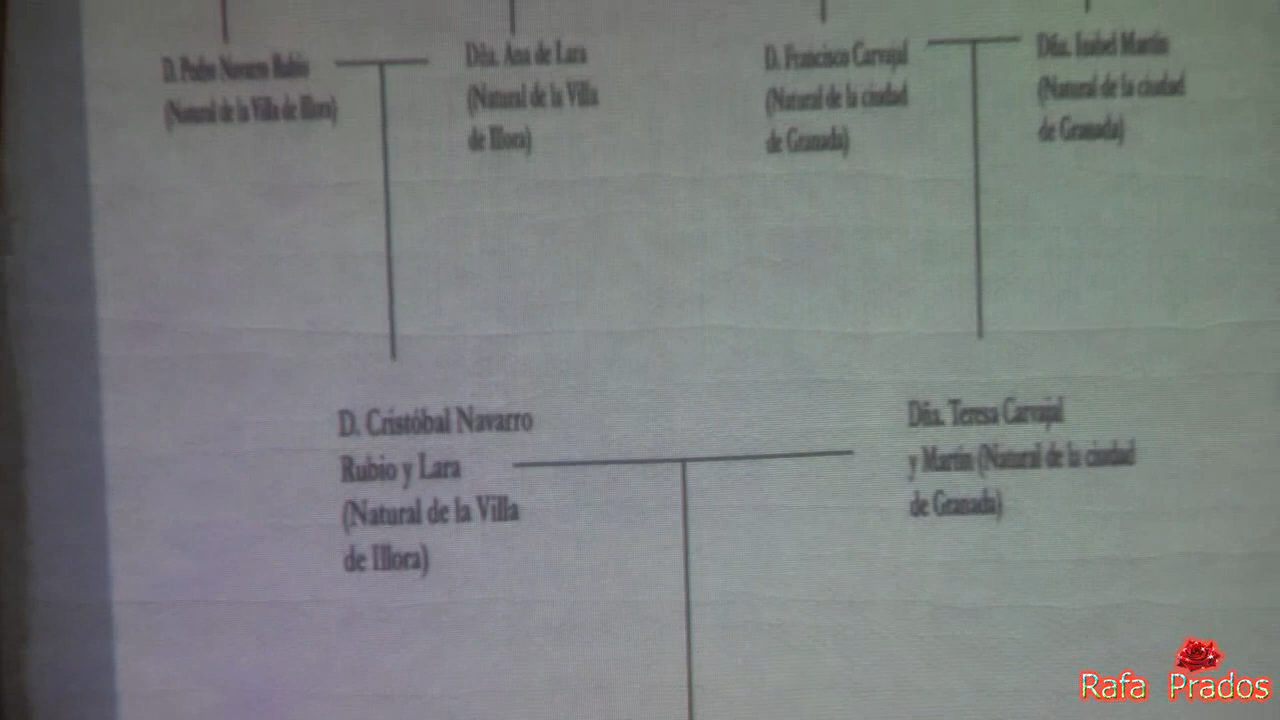 D. Pedro Navarro Rubio
(Natural de la Villa de Illora)
Dña. Ana de Lara
(Natural de la Villa
de Illora)
D. Francisco Carvajal
(Natural de la ciudad
de Granada)
Dña. Isabel Martín
(Natural de la ciudad
de Granada)
D. Cristóbal Navarro
Rubio y Lara
(Natural de la Villa
de Illora)
Dña. Teresa Carvajal
y Martín (Natural de la ciudad
de Granada)
Rafa Prados